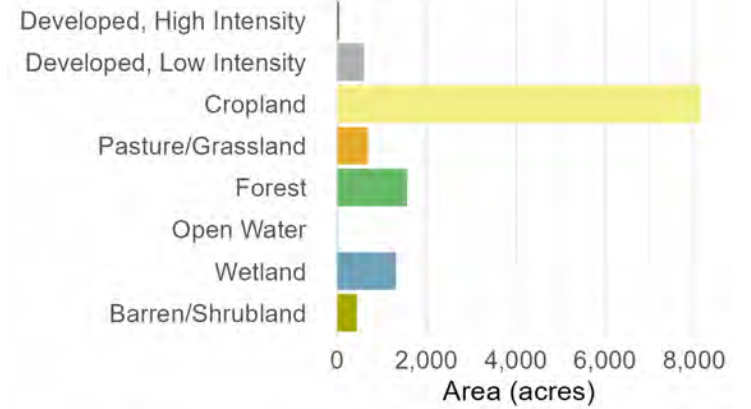 Developed, High Intensity
Developed, Low Intensity
Cropland
Pasture/Grassland
Forest
Open Water
Wetland
Barren/Shrubland
0 2,000 4,000 6,000 8,000
Area (acres)